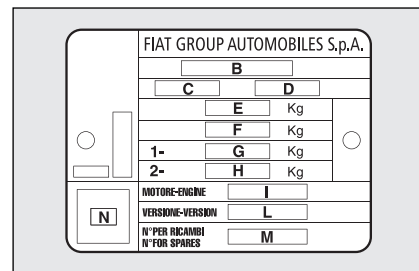 FIAT GROUP AUTOMOBILES S.p.A.
B
C D
E Kg
F Kg
1- G Kg
2- H Kg
MOTORE-ENGINE I
VERSIONE-VERSION L
N
N° PER RICAMBI
N° FOR SPARES M